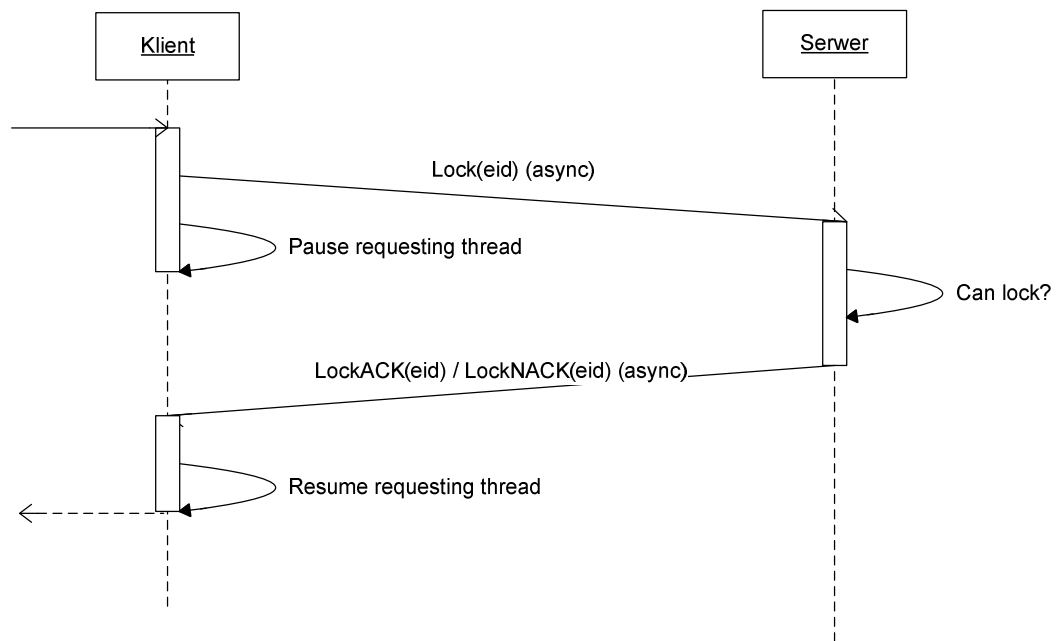 Klient
Serwer
Lock(eid) (async)
Pause requesting thread
Can lock?
LockACK(eid) / LockNACK(eid) (async)
Resume requesting thread